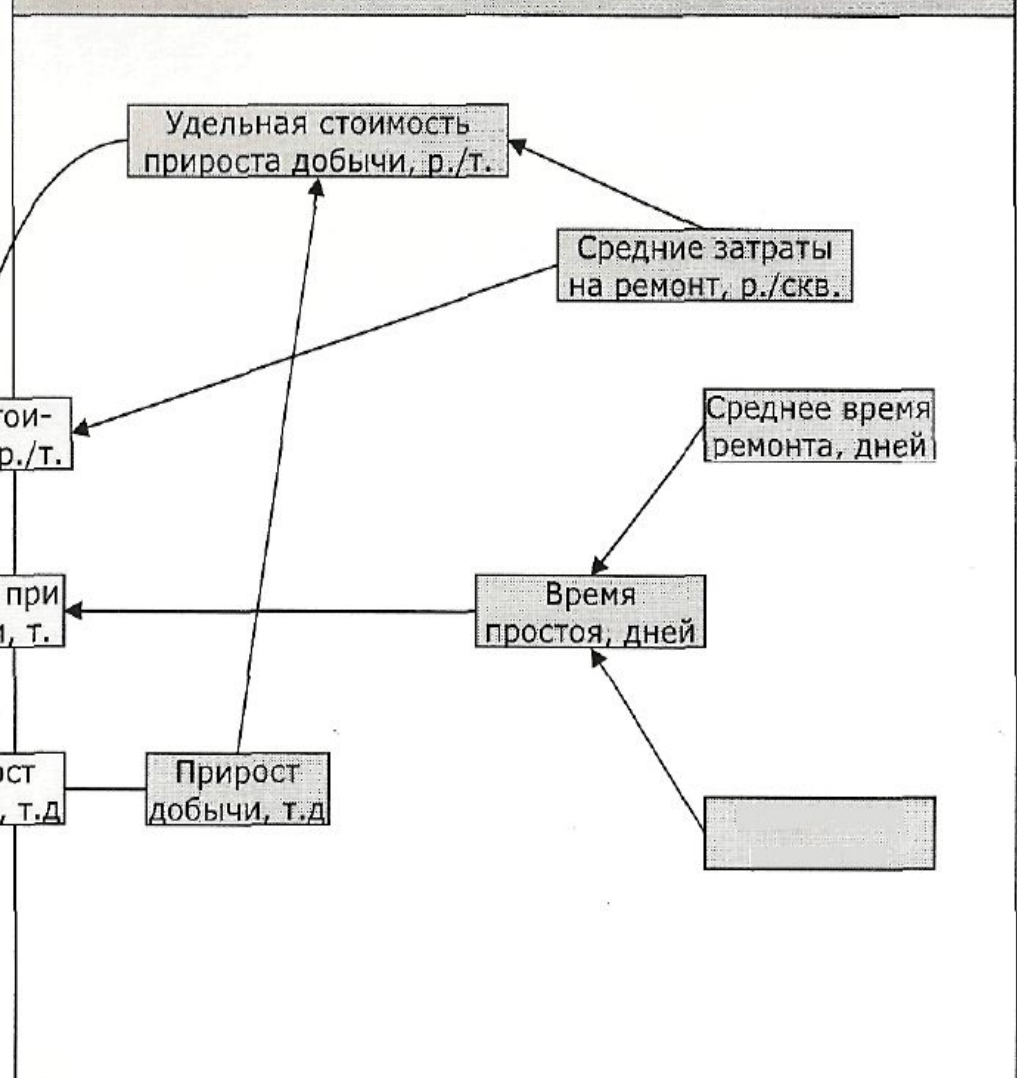 Удельная стоимость
прироста добычи, р./т.
Средние затраты
на ремонт, р./скв.
тои-
р./т.
Среднее время
ремонта, дней
при
, т.
Время
простоя, дней
ост
, т.д
Прирост
добычи, т.д